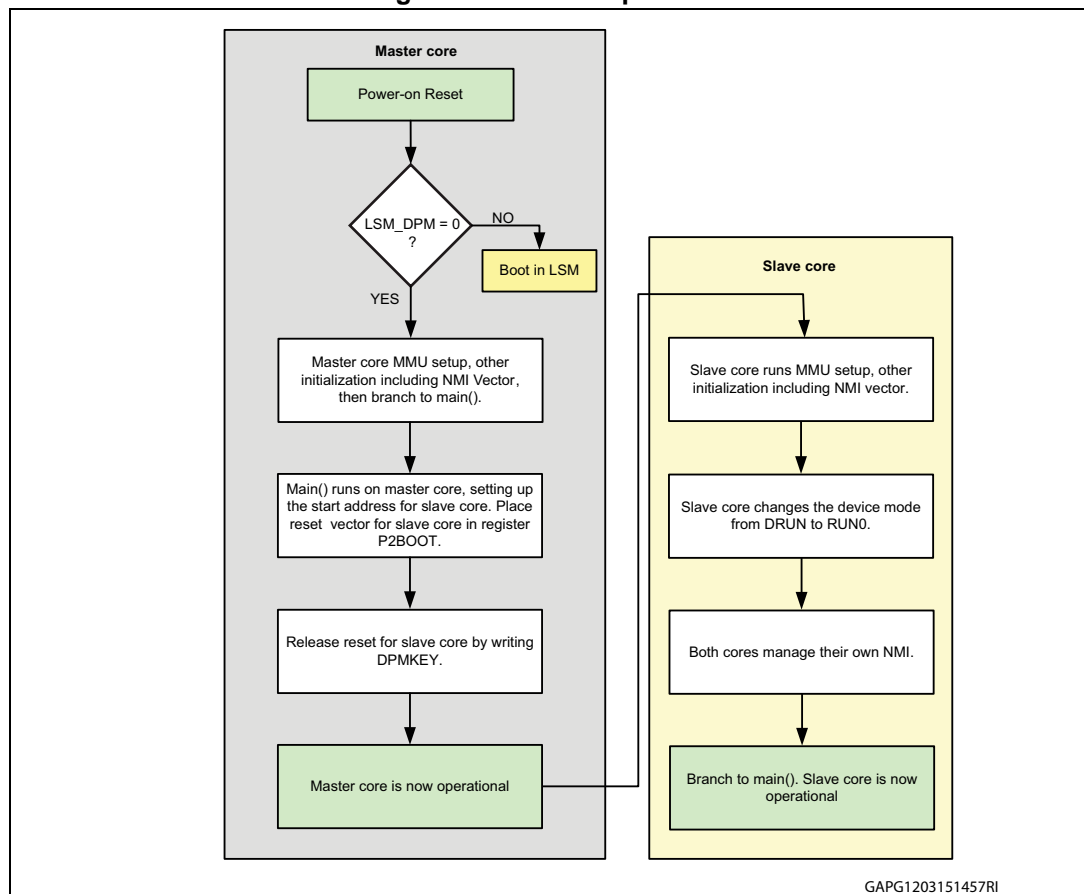 Master core
Power-on Reset
LSM_DPM = 0
?
NO
Boot in LSM
YES
Master core MMU setup, other
initialization including NMI Vector,
then branch to main().
Main() runs on master core, setting up
the start address for slave core. Place
reset vector for slave core in register
P2BOOT.
Release reset for slave core by writing
DPMKEY.
Master core is now operational
Slave core
Slave core runs MMU setup, other
initialization including NMI vector.
Slave core changes the device mode
from DRUN to RUN0.
Both cores manage their own NMI.
Branch to main(). Slave core is now
operational
GAPG1203151457RI